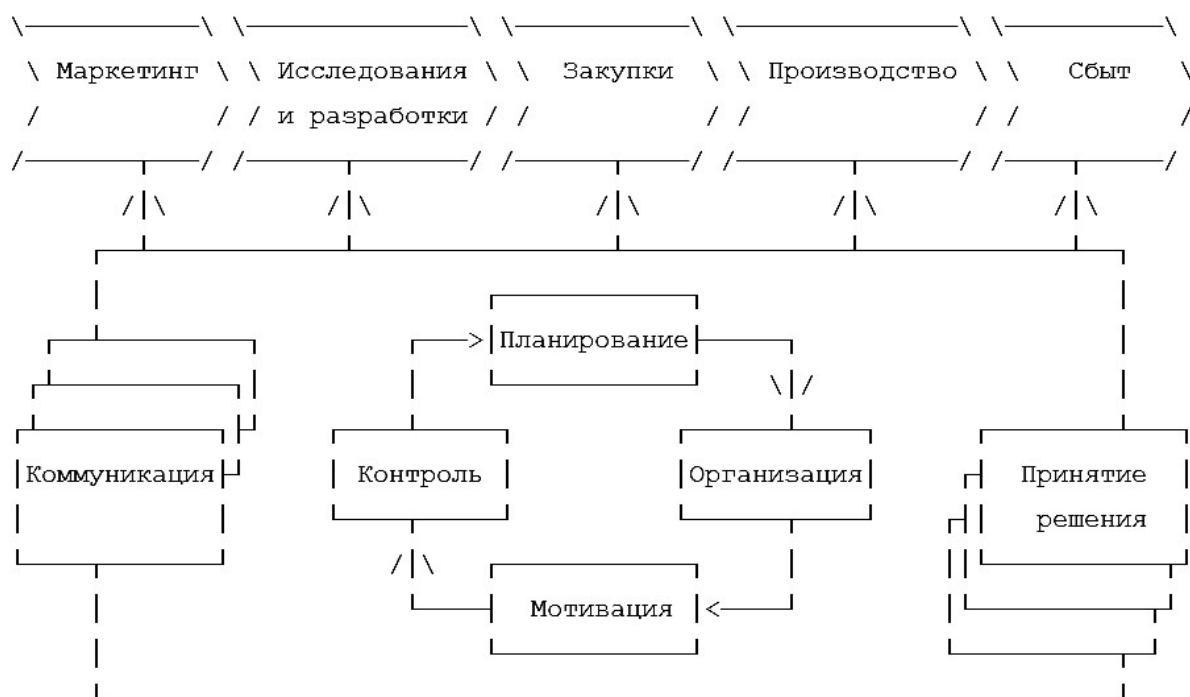 Маркетинг Исследования Закупки Производство Сбыт
и разработки
Планирование
Коммуникация Контроль Организация Принятие
решения
Мотивация